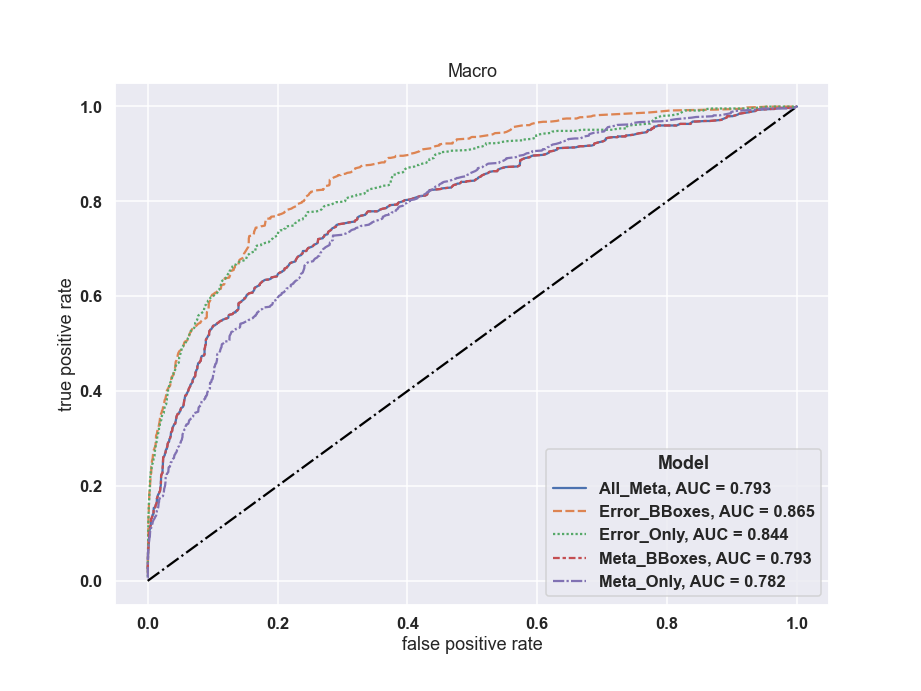 Macro
1.0
0.8
0.6
0.4
0.2
0.0
true positive rate
0.0 0.2 0.4 0.6 0.8 1.0
false positive rate
Model
All_Meta, AUC = 0.793
Error_BBoxes, AUC = 0.865
Error_Only, AUC = 0.844
Meta_BBoxes, AUC = 0.793
Meta_Only, AUC = 0.782